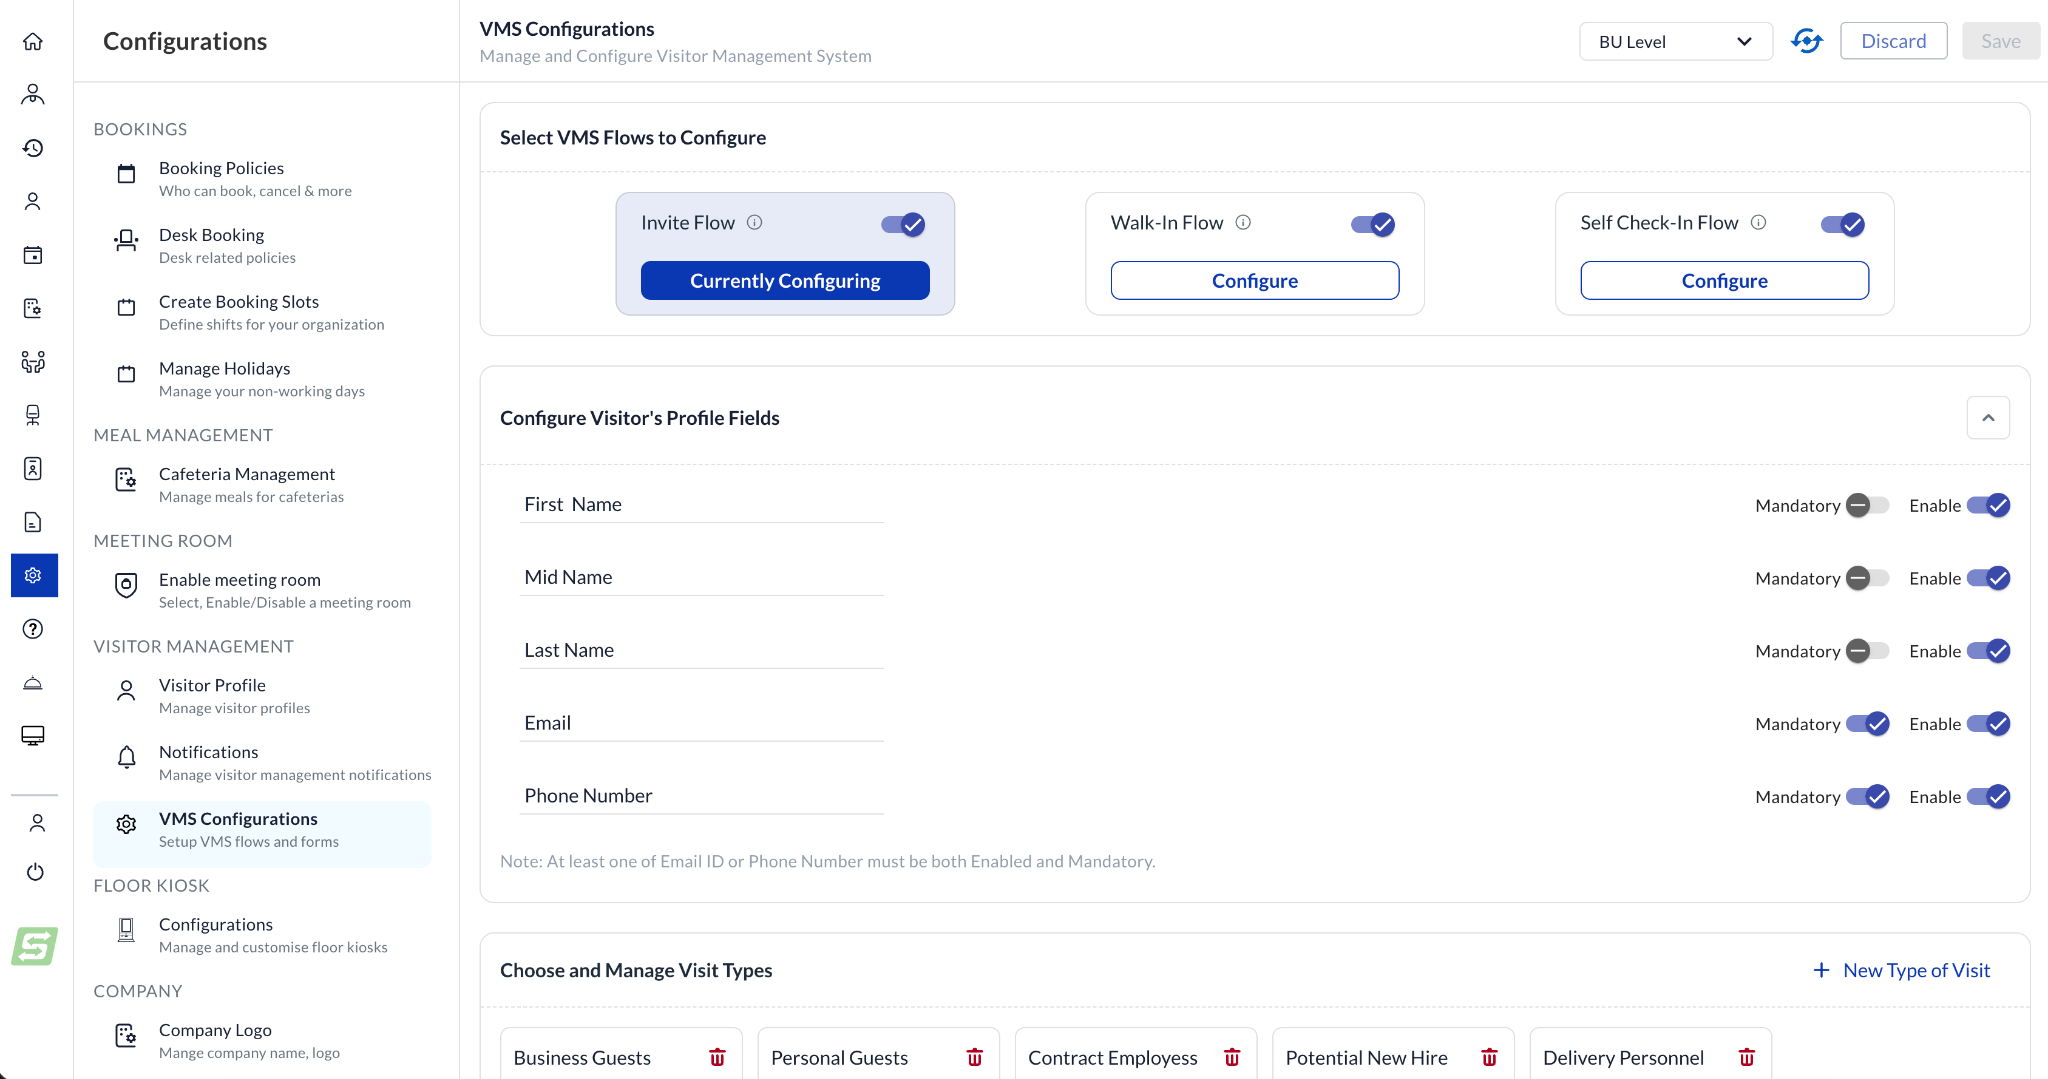 Configurations
VMS Configurations
Manage and Configure Visitor Management System
BU Level
Discard
Save
BOOKINGS
Booking Policies
Who can book, cancel & more
Desk Booking
Desk related policies
Create Booking Slots
Define shifts for your organization
Manage Holidays
Manage your non-working days
MEAL MANAGEMENT
Cafeteria Management
Manage meals for cafeterias
MEETING ROOM
Enable meeting room
Select, Enable/Disable a meeting room
VISITOR MANAGEMENT
Visitor Profile
Manage visitor profiles
Notifications
Manage visitor management notifications
VMS Configurations
Setup VMS flows and forms
FLOOR KIOSK
Configurations
Manage and customise floor kiosks
COMPANY
Company Logo
Mange company name, logo
Select VMS Flows to Configure
Invite Flow
Currently Configuring
Walk-In Flow
Configure
Self Check-In Flow
Configure
Configure Visitor's Profile Fields
First Name Mandatory Enable
Mid Name Mandatory Enable
Last Name Mandatory Enable
Email Mandatory Enable
Phone Number Mandatory Enable
Note: At least one of Email ID or Phone Number must be both Enabled and Mandatory.
Choose and Manage Visit Types
+ New Type of Visit
Business Guests
Personal Guests
Contract Employess
Potential New Hire
Delivery Personnel